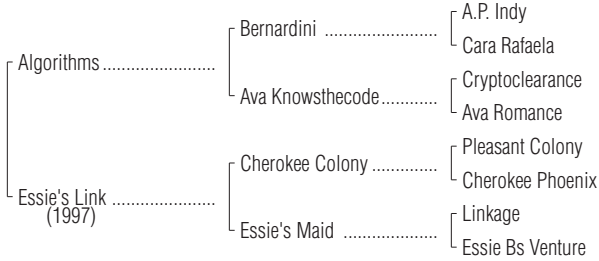 A.P. Indy
Bernardini ......................
Cara Rafaela
Algorithms ......................
Cryptoclearance
Ava Knowsthecode...........
Ava Romance
Pleasant Colony
Cherokee Colony .............
Cherokee Phoenix
Essie's Link ....................
(1997)
Linkage
Essie's Maid ..................
Essie Bs Venture